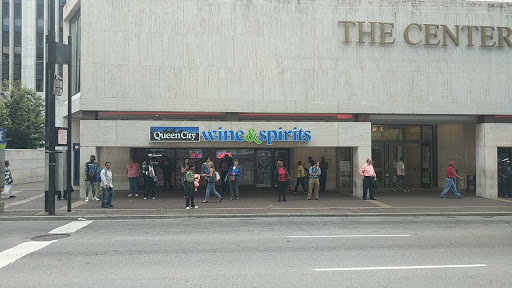 THE CENTER
Queen City wine & spirits